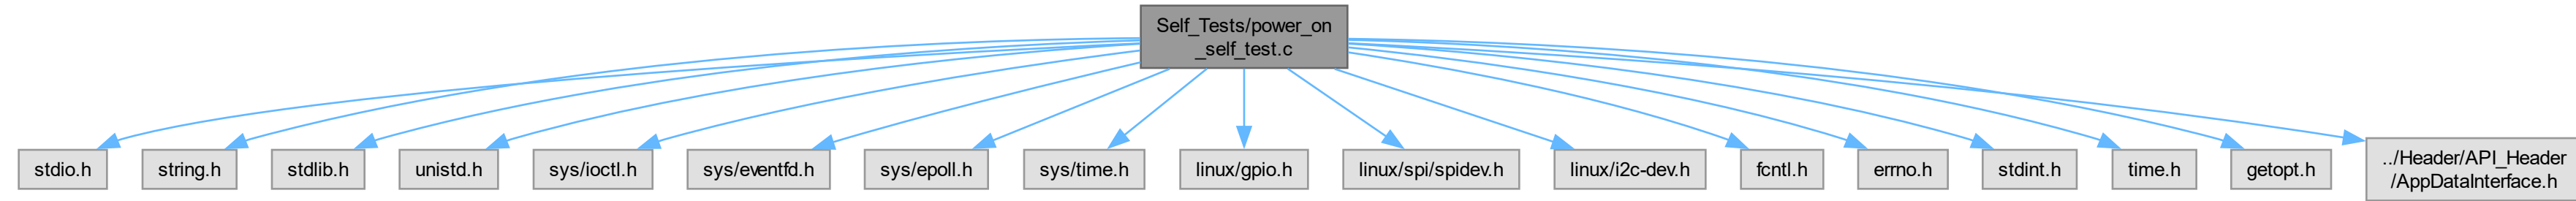 Self_Tests/power_on
_self_test.c
stdio.h
string.h
stdlib.h
unistd.h
sys/ioctl.h
sys/eventfd.h
sys/epoll.h
sys/time.h
linux/gpio.h
linux/spi/spidev.h
linux/i2c-dev.h
fcntl.h
errno.h
stdint.h
time.h
getopt.h
../Header/API_Header
/AppDataInterface.h